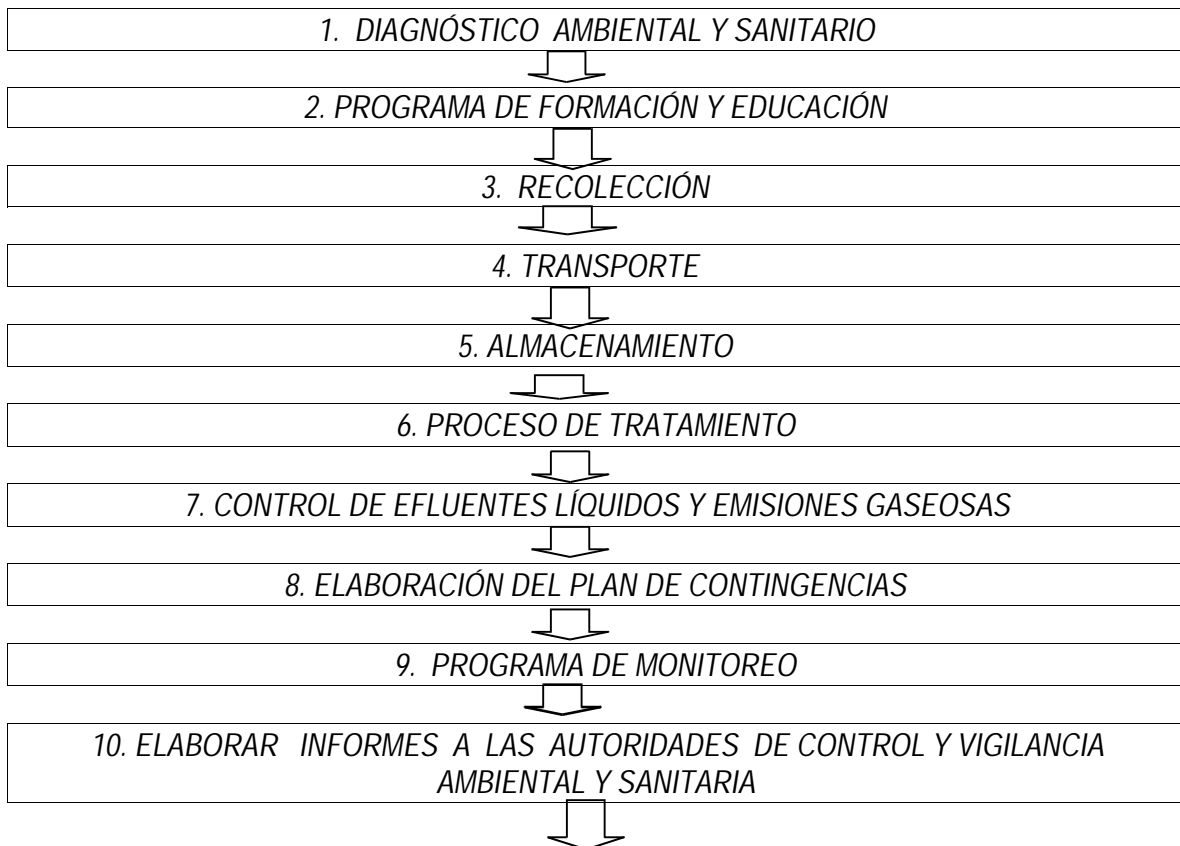 1. DIAGNÓSTICO AMBIENTAL Y SANITARIO
2. PROGRAMA DE FORMACIÓN Y EDUCACIÓN
3. RECOLECCIÓN
4. TRANSPORTE
5. ALMACENAMIENTO
6. PROCESO DE TRATAMIENTO
7. CONTROL DE EFLUENTES LÍQUIDOS Y EMISIONES GASEOSAS
8. ELABORACIÓN DEL PLAN DE CONTINGENCIAS
9. PROGRAMA DE MONITOREO
10. ELABORAR INFORMES A LAS AUTORIDADES DE CONTROL Y VIGILANCIA
AMBIENTAL Y SANITARIA